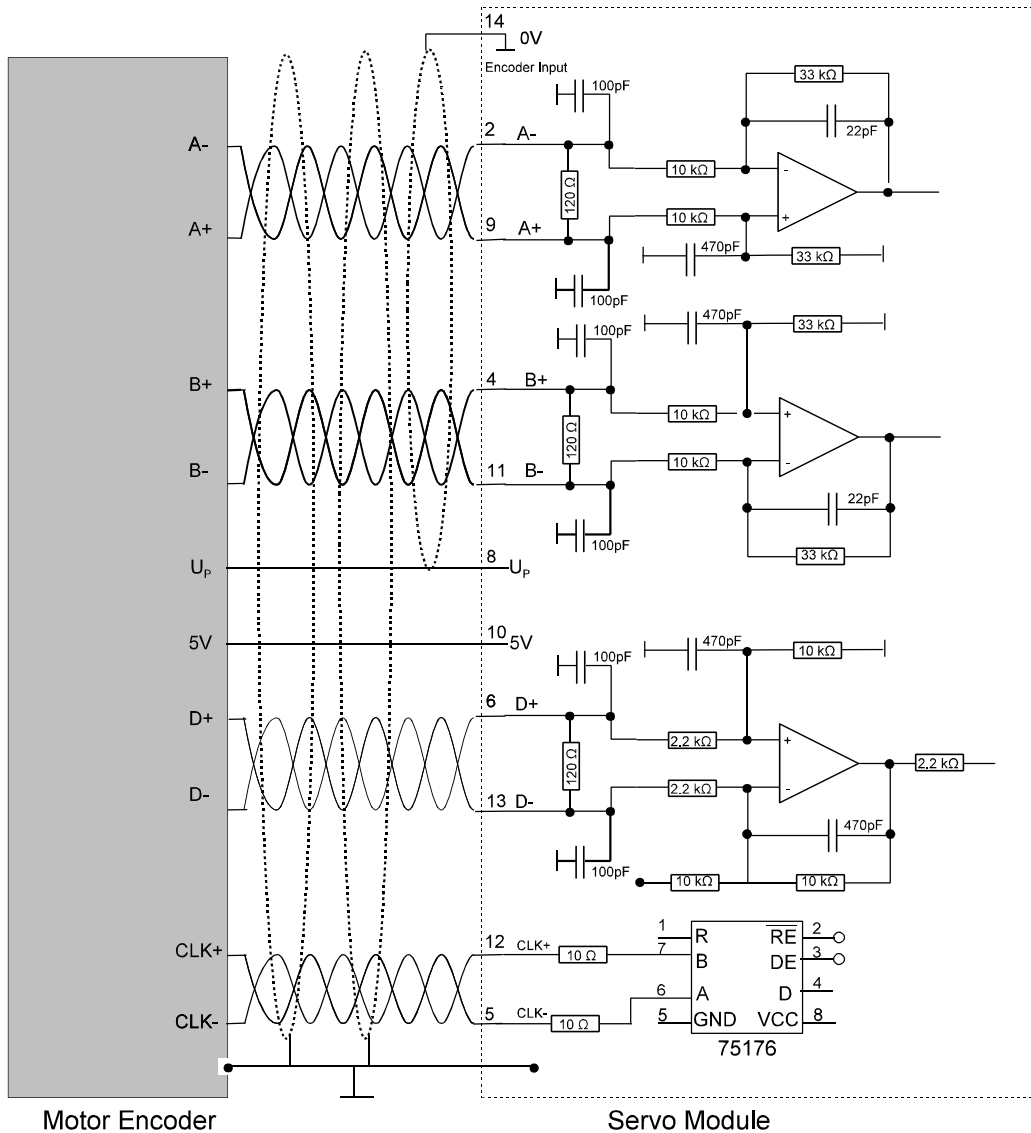 14
0V
Encoder Input
100pF
33 kΩ
22pF
A-
2
A-
10 kΩ
-
120 Ω
A+
9
A+
10 kΩ
+
470pF
33 kΩ
100pF
100pF
470pF
33 kΩ
B+
4
B+
10 kΩ
+
120 Ω
B-
11
B-
10 kΩ
-
22pF
100pF
33 kΩ
UP
8
UP
5V
10
5V
100pF
470pF
10 kΩ
D+
6
D+
2.2 kΩ
+
2.2 kΩ
120 Ω
D-
13
D-
2.2 kΩ
-
470pF
100pF
10 kΩ
10 kΩ
CLK+
12
CLK+
10 Ω
1
R
RE
2
7
B
DE
3
6
A
D
4
CLK-
5
CLK-
10 Ω
5
GND
VCC
8
75176
Motor Encoder
Servo Module